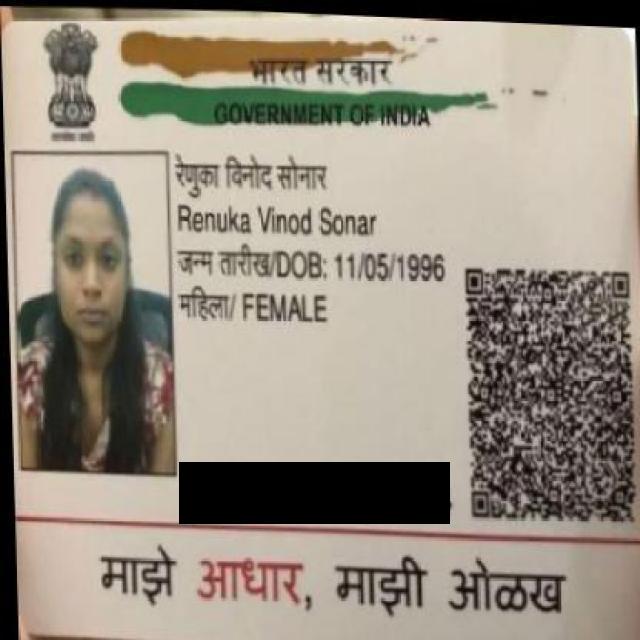 भारत सरकार
GOVERNMENT OF INDIA
रेणुका विनोद सोनार
Renuka Vinod Sonar
जन्म तारीख/DOB: 11/05/1996
महिला/ FEMALE
माझे आधार, माझी ओळख